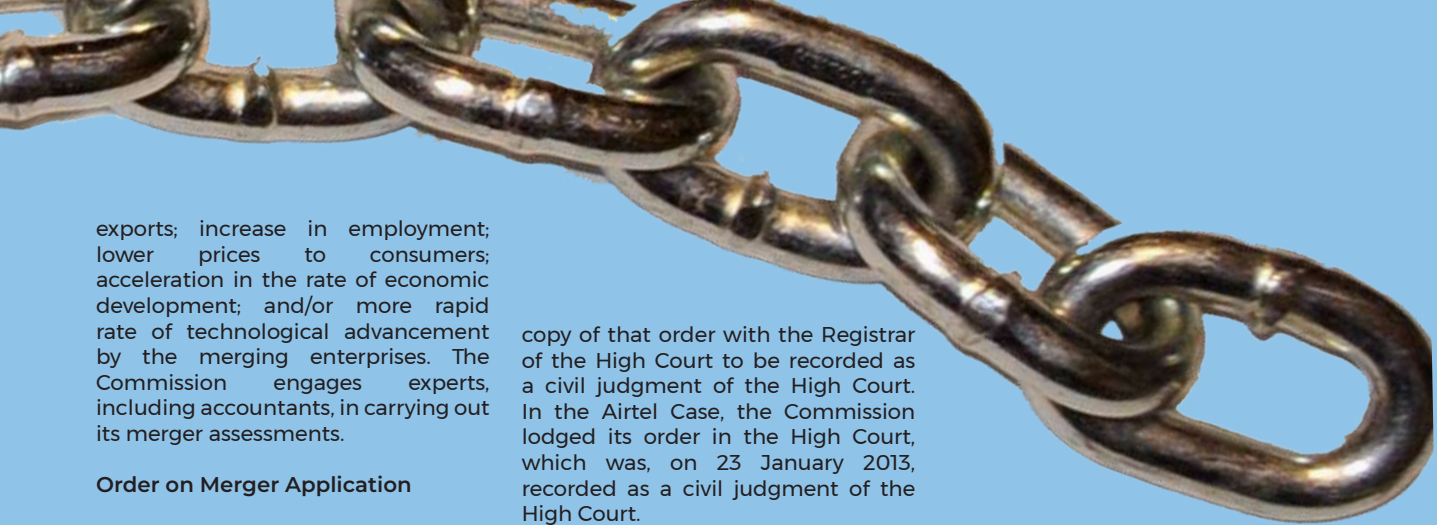 exports; increase in employment;
lower prices to consumers;
acceleration in the rate of economic
development; and/or more rapid
rate of technological advancement
by the merging enterprises. The
Commission engages experts,
including accountants, in carrying out
its merger assessments.
Order on Merger Application
copy of that order with the Registrar
of the High Court to be recorded as
a civil judgment of the High Court.
In the Airtel Case, the Commission
lodged its order in the High Court,
which was, on 23 January 2013,
recorded as a civil judgment of the
High Court.